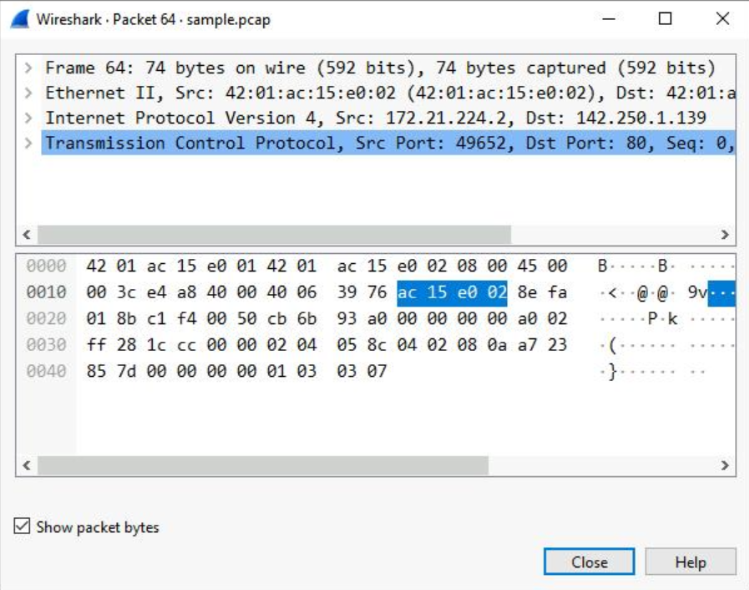 Wireshark · Packet 64 · sample.pcap
> Frame 64: 74 bytes on wire (592 bits), 74 bytes captured (592 bits)
> Ethernet II, Src: 42:01:ac:15:e0:02 (42:01:ac:15:e0:02), Dst: 42:01:a
> Internet Protocol Version 4, Src: 172.21.224.2, Dst: 142.250.1.139
> Transmission Control Protocol, Src Port: 49652, Dst Port: 80, Seq: 0,
0000 42 01 ac 15 e0 01 42 01 ac 15 e0 02 08 00 45 00 B·····B· ·····
0010 00 3c e4 a8 40 00 40 06 39 76 ac 15 e0 02 8e fa ·<··@·@· 9v···
0020 01 8b c1 f4 00 50 cb 6b 93 a0 00 00 00 00 a0 02 ·····P·k ·····
0030 ff 28 1c cc 00 00 02 04 05 8c 04 02 08 0a a7 23 ·(······ ·····
0040 85 7d 00 00 00 00 01 03 03 07 ·}······ ··
Show packet bytes
Close Help